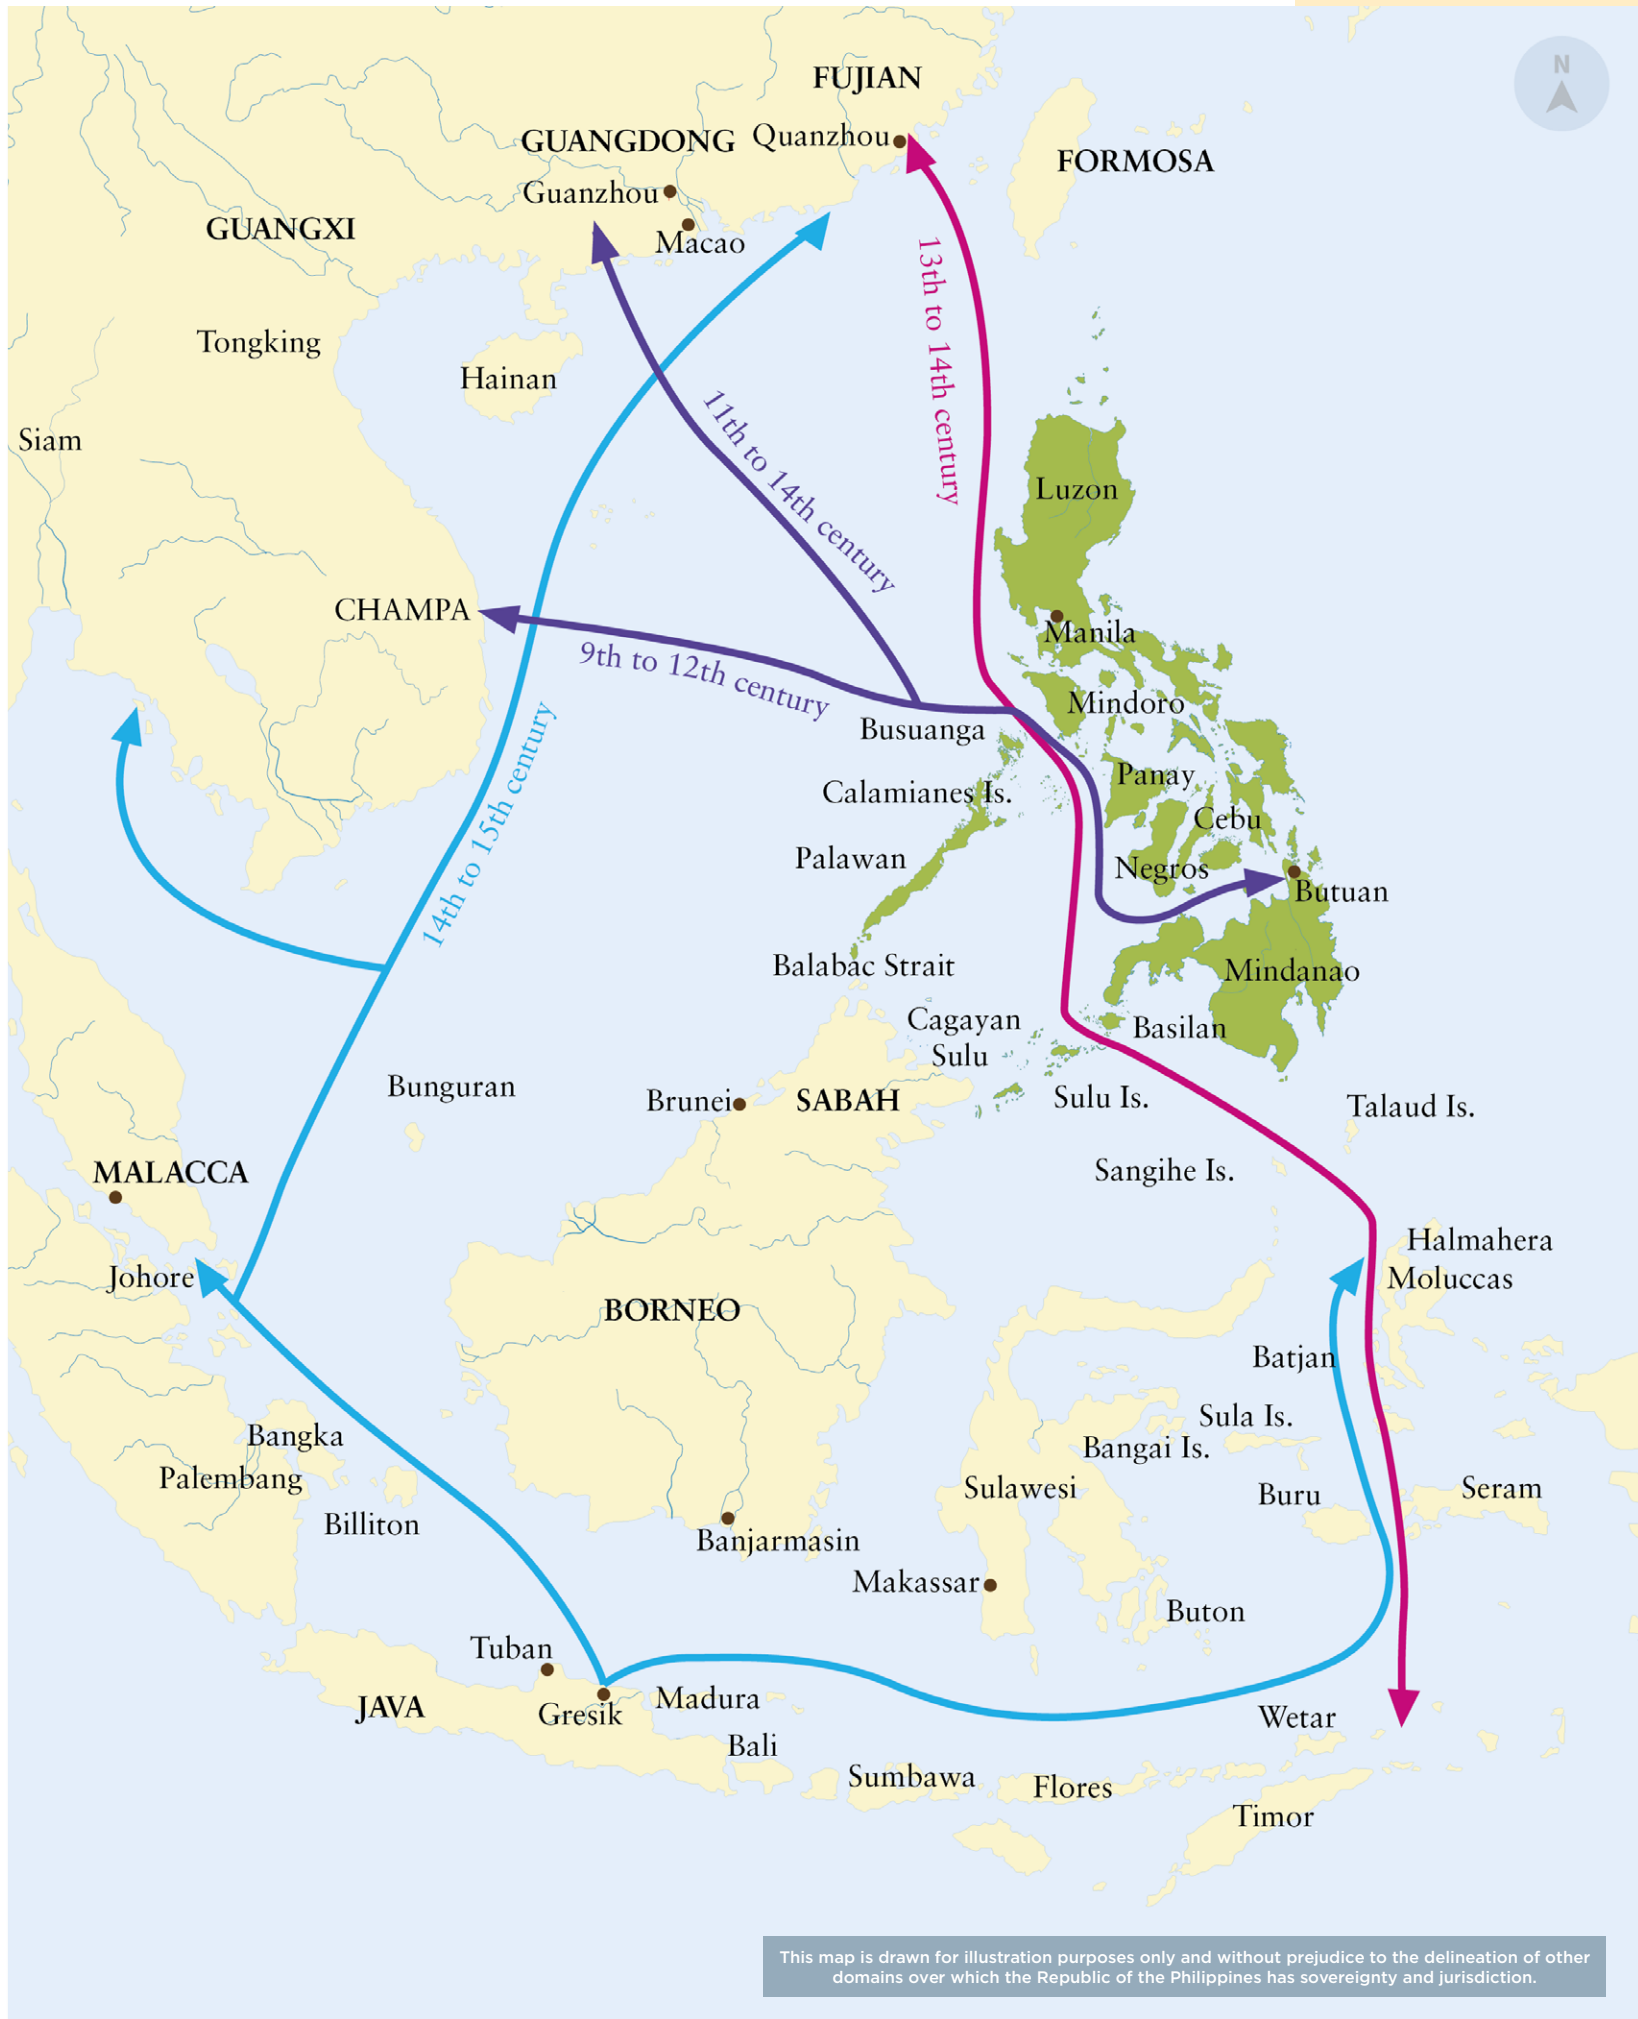 N
FUJIAN
GUANGDONG
Quanzhou
FORMOSA
Guanzhou
GUANGXI
Macao
13th to 14th century
Tongking
Hainan
11th to 14th century
Siam
Luzon
CHAMPA
Manila
9th to 12th century
Mindoro
Busuanga
14th to 15th century
Panay
Calamianes Is.
Cebu
Palawan
Negros
Butuan
Balabac Strait
Mindanao
Cagayan
Sulu
Basilan
Bunguran
Brunei
SABAH
Sulu Is.
Talaud Is.
MALACCA
Sangihe Is.
Halmahera
Johore
Moluccas
BORNEO
Batjan
Sula Is.
Bangka
Bangai Is.
Palembang
Sulawesi
Buru
Seram
Billiton
Banjarmasin
Makassar
Buton
Tuban
JAVA
Madura
Gresik
Wetar
Bali
Sumbawa
Flores
Timor
This map is drawn for illustration purposes only and without prejudice to the delineation of other
domains over which the Republic of the Philippines has sovereignty and jurisdiction.